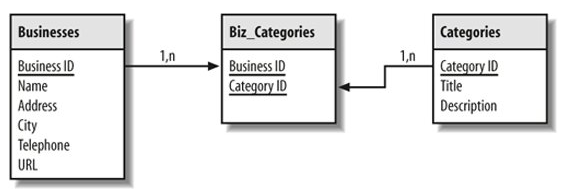 Businesses
Business ID
Name
Address
City
Telephone
URL
1,n
Biz_Categories
Business ID
Category ID
1,n
Categories
Category ID
Title
Description